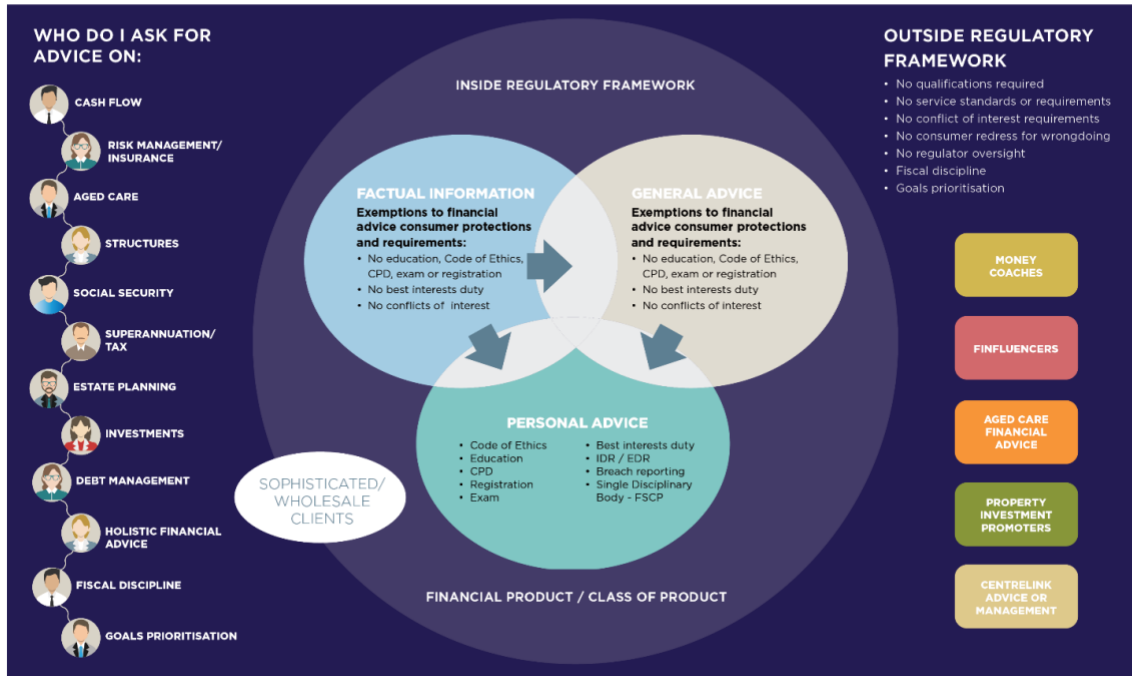 WHO DO I ASK FOR
ADVICE ON:
CASH FLOW
RISK MANAGEMENT/
INSURANCE
AGED CARE
STRUCTURES
SOCIAL SECURITY
SUPERANNUATION/
TAX
ESTATE PLANNING
INVESTMENTS
DEBT MANAGEMENT
HOLISTIC FINANCIAL
ADVICE
FISCAL DISCIPLINE
GOALS PRIORITISATION
INSIDE REGULATORY FRAMEWORK
FACTUAL INFORMATION
Exemptions to financial
advice consumer protections
and requirements:
• No education, Code of Ethics,
CPD, exam or registration
• No best interests duty
• No conflicts of interest
GENERAL ADVICE
Exemptions to financial
advice consumer protections
and requirements:
• No education, Code of Ethics,
CPD, exam or registration
• No best interests duty
• No conflicts of interest
PERSONAL ADVICE
• Code of Ethics
• Education
• CPD
• Registration
• Exam
• Best interests duty
• IDR / EDR
• Breach reporting
• Single Disciplinary
Body - FSCP
SOPHISTICATED/
WHOLESALE
CLIENTS
FINANCIAL PRODUCT / CLASS OF PRODUCT
OUTSIDE REGULATORY
FRAMEWORK
• No qualifications required
• No service standards or requirements
• No conflict of interest requirements
• No consumer redress for wrongdoing
• No regulator oversight
• Fiscal discipline
• Goals prioritisation
MONEY
COACHES
FINFLUENCERS
AGED CARE
FINANCIAL
ADVICE
PROPERTY
INVESTMENT
PROMOTERS
CENTRELINK
ADVICE OR
MANAGEMENT